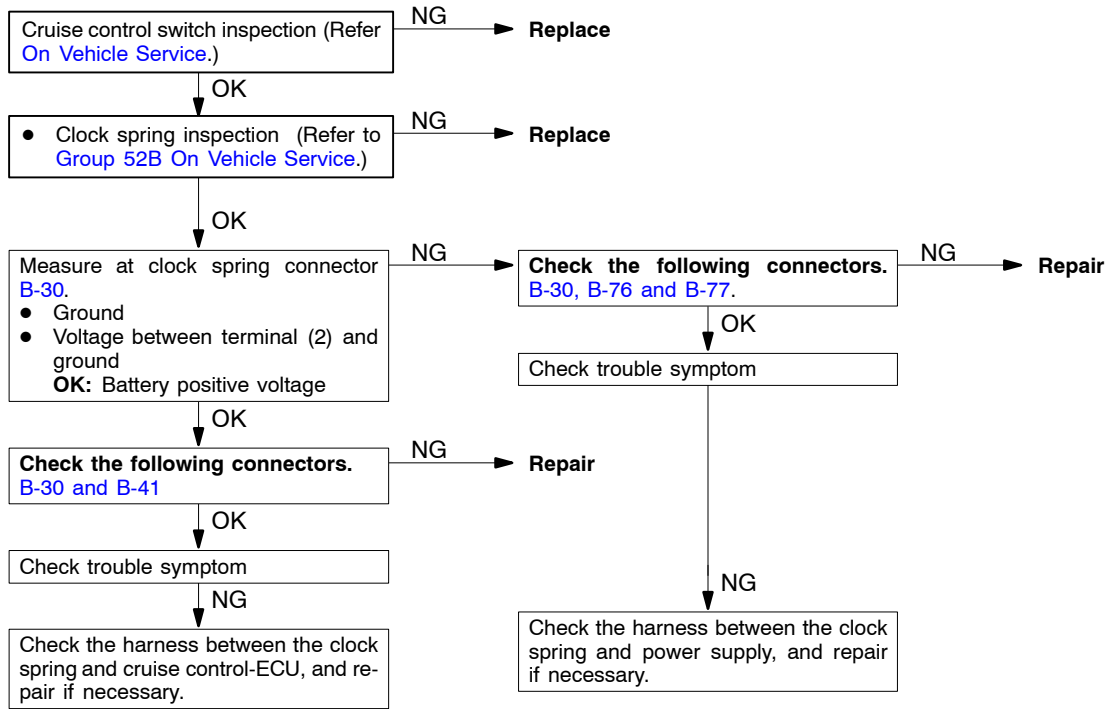 Cruise control switch inspection (Refer
On Vehicle Service.)
NG
Replace
OK
● Clock spring inspection (Refer to
Group 52B On Vehicle Service.)
NG
Replace
OK
Measure at clock spring connector
B-30.
● Ground
● Voltage between terminal (2) and
ground
OK: Battery positive voltage
NG
Check the following connectors.
B-30, B-76 and B-77.
NG
Repair
OK
Check trouble symptom
OK
Check the following connectors.
B-30 and B-41
NG
Repair
OK
Check trouble symptom
NG
NG
Check the harness between the clock
spring and cruise control-ECU, and re-
pair if necessary.
Check the harness between the clock
spring and power supply, and repair
if necessary.